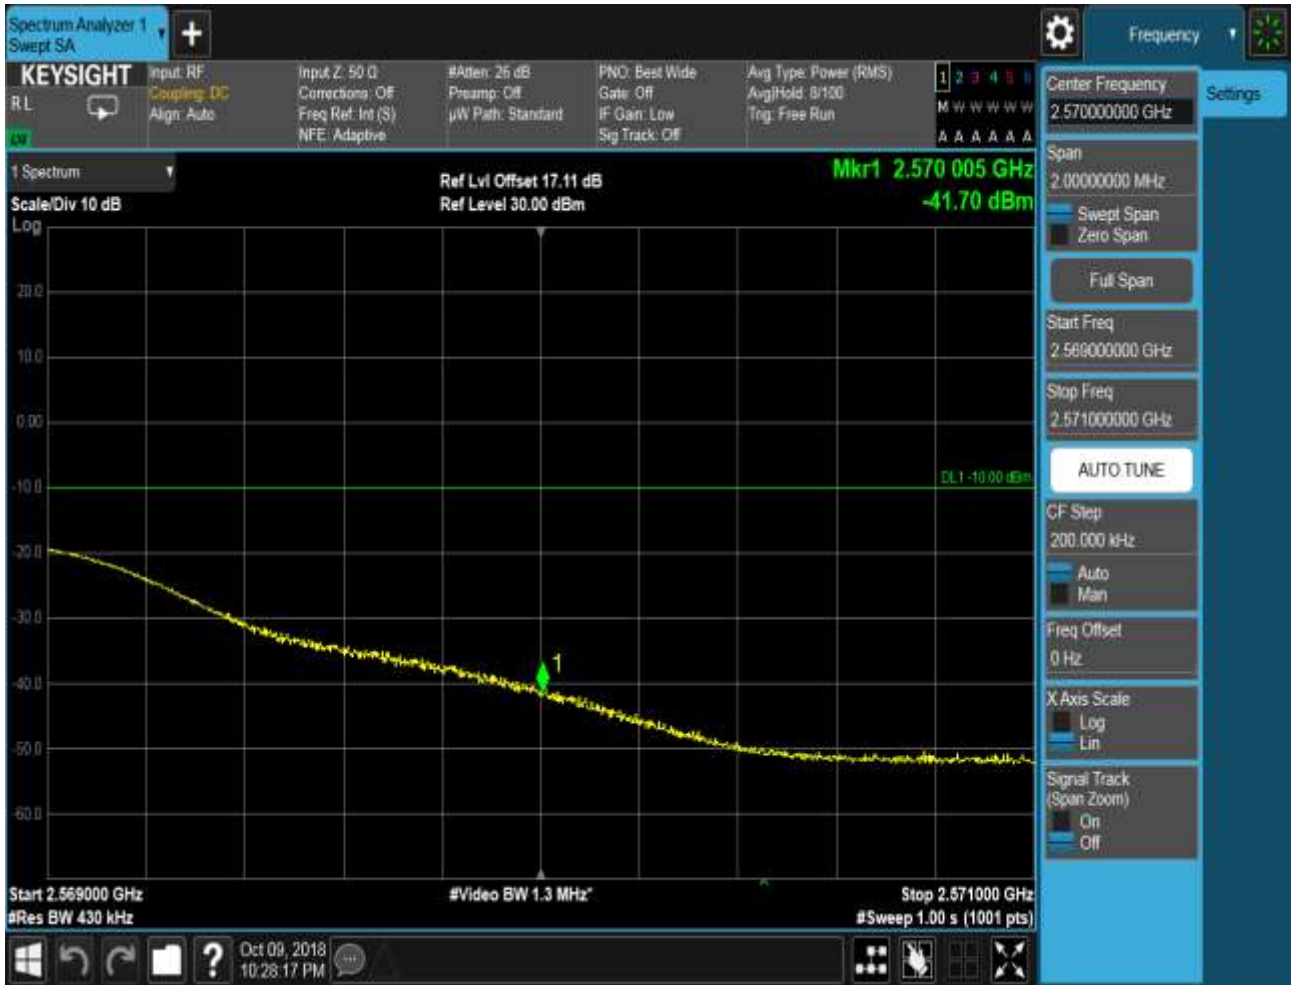 Spectrum Analyzer 1
Swept SA
+
Frequency
KEYSIGHT
R L
LW
Input: RF
Coupling: DC
Align: Auto
Input Z: 50 Ω
Corrections: Off
Freq Ref: Int (S)
NFE: Adaptive
#Atten: 26 dB
Preamp: Off
µW Path: Standard
PNO: Best Wide
Gate: Off
IF Gain: Low
Sig Track: Off
Avg Type: Power (RMS)
Avg|Hold: 8/100
Trig: Free Run
1 2 3 4 5 6
M W W W W W
A A A A A A
1 Spectrum
Scale/Div 10 dB
Log
Ref Lvl Offset 17.11 dB
Ref Level 30.00 dBm
Mkr1 2.570 005 GHz
-41.70 dBm
20.0
10.0
0.00
-10.0
-20.0
-30.0
-40.0
-50.0
-60.0
DL1 -10.00 dBm
1
Start 2.569000 GHz
#Res BW 430 kHz
#Video BW 1.3 MHz*
Stop 2.571000 GHz
#Sweep 1.00 s (1001 pts)
Center Frequency
2.570000000 GHz
Settings
Span
2.00000000 MHz
Swept Span
Zero Span
Full Span
Start Freq
2.569000000 GHz
Stop Freq
2.571000000 GHz
AUTO TUNE
CF Step
200.000 kHz
Auto
Man
Freq Offset
0 Hz
X Axis Scale
Log
Lin
Signal Track
(Span Zoom)
On
Off
?
Oct 09, 2018
10:28:17 PM